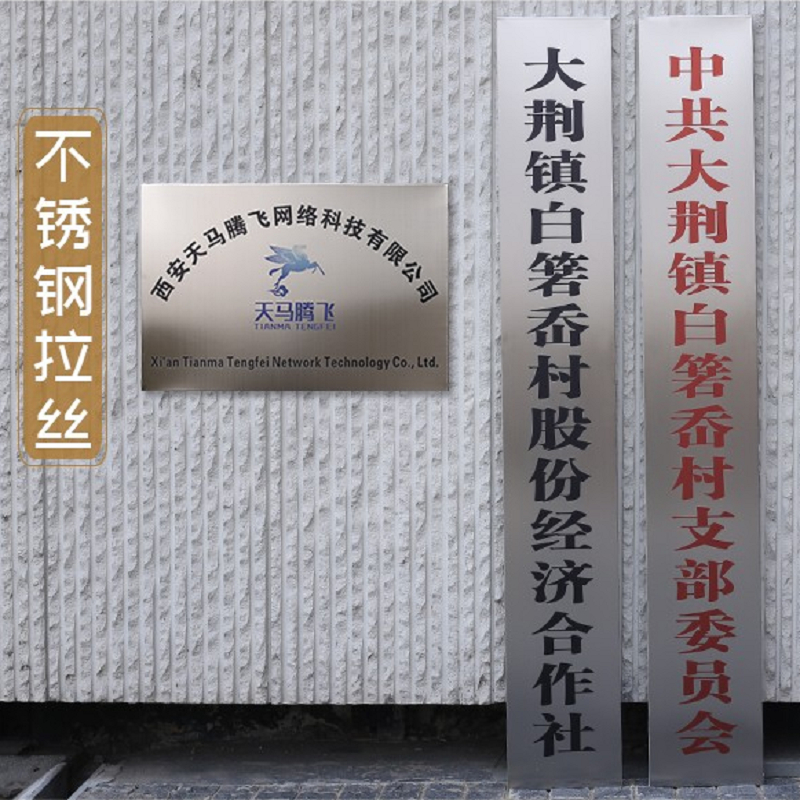 不锈钢拉丝
西安天马腾飞网络科技有限公司
天马腾飞
TIANMA TENGFEI
Xi'an Tianma Tengfei Network Technology Co., Ltd.
大荆镇白箬岙村股份经济合作社
中共大荆镇白箬岙村支部委员会